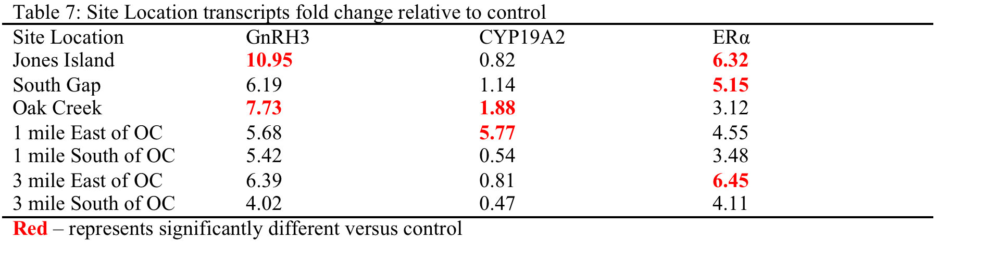 Table 7: Site Location transcripts fold change relative to control
Site Location GnRH3 CYP19A2 ERα
Jones Island 10.95 0.82 6.32
South Gap 6.19 1.14 5.15
Oak Creek 7.73 1.88 3.12
1 mile East of OC 5.68 5.77 4.55
1 mile South of OC 5.42 0.54 3.48
3 mile East of OC 6.39 0.81 6.45
3 mile South of OC 4.02 0.47 4.11
Red – represents significantly different versus control